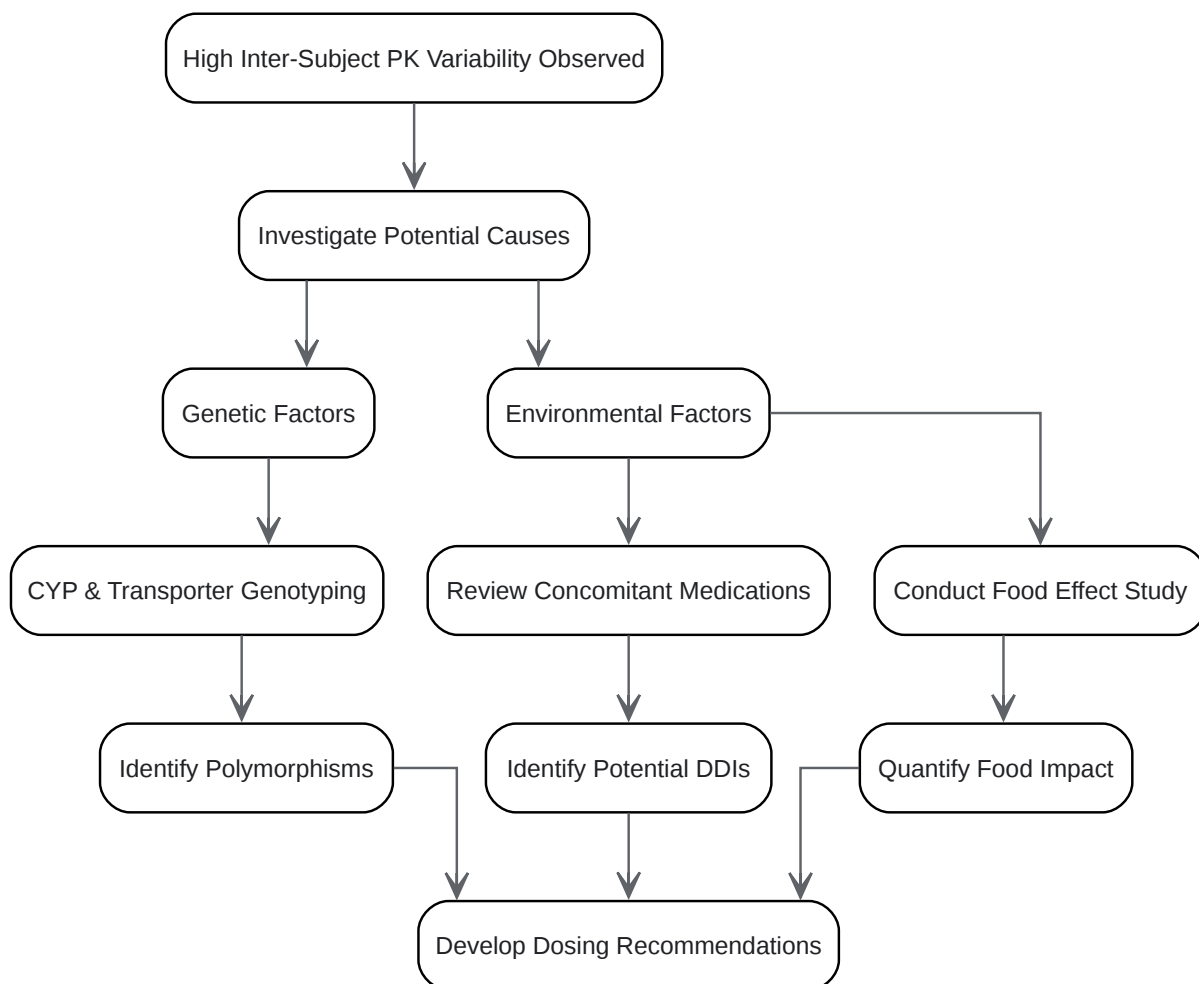 High Inter-Subject PK Variability Observed
Investigate Potential Causes
Genetic Factors
Environmental Factors
CYP & Transporter Genotyping
Review Concomitant Medications
Conduct Food Effect Study
Identify Polymorphisms
Identify Potential DDIs
Quantify Food Impact
Develop Dosing Recommendations